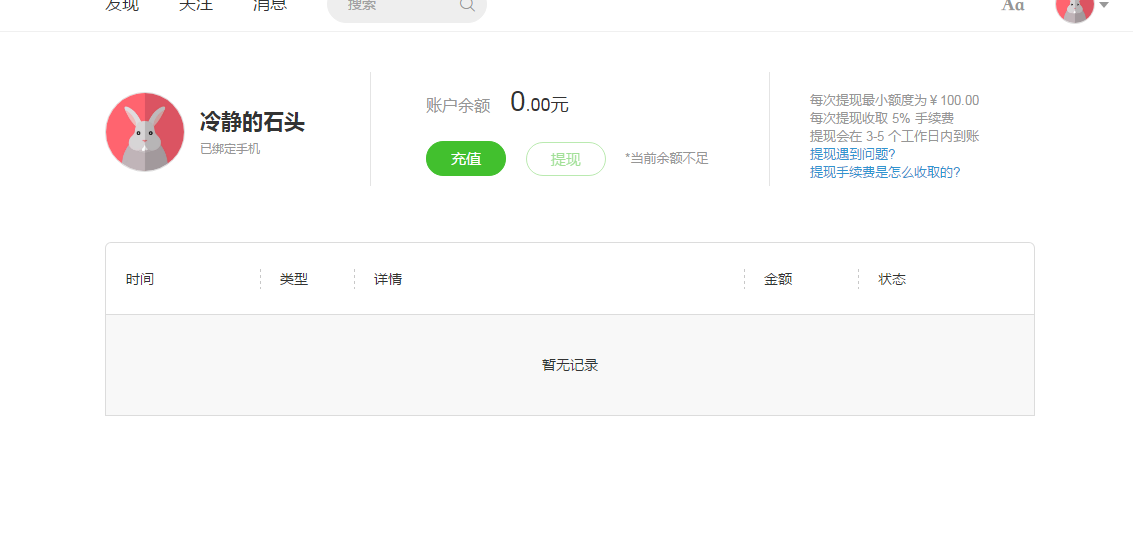 发现 关注 消息 搜索 Aa
冷静的石头
已绑定手机
账户余额 0.00元
充值 提现 *当前余额不足
每次提现最小额度为￥100.00
每次提现收取 5% 手续费
提现会在 3-5 个工作日内到账
提现遇到问题?
提现手续费是怎么收取的?
时间 类型 详情 金额 状态
暂无记录